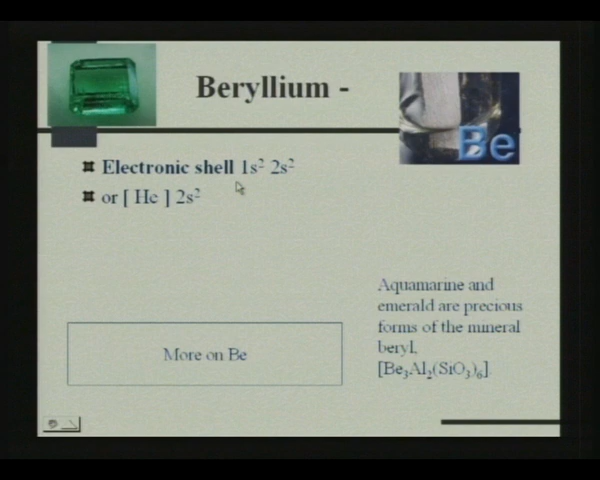 Beryllium -
Be
Electronic shell 1s² 2s²
or [ He ] 2s²
Aquamarine and
emerald are precious
forms of the mineral
beryl,
[Be₃Al₂(SiO₃)₆].
More on Be